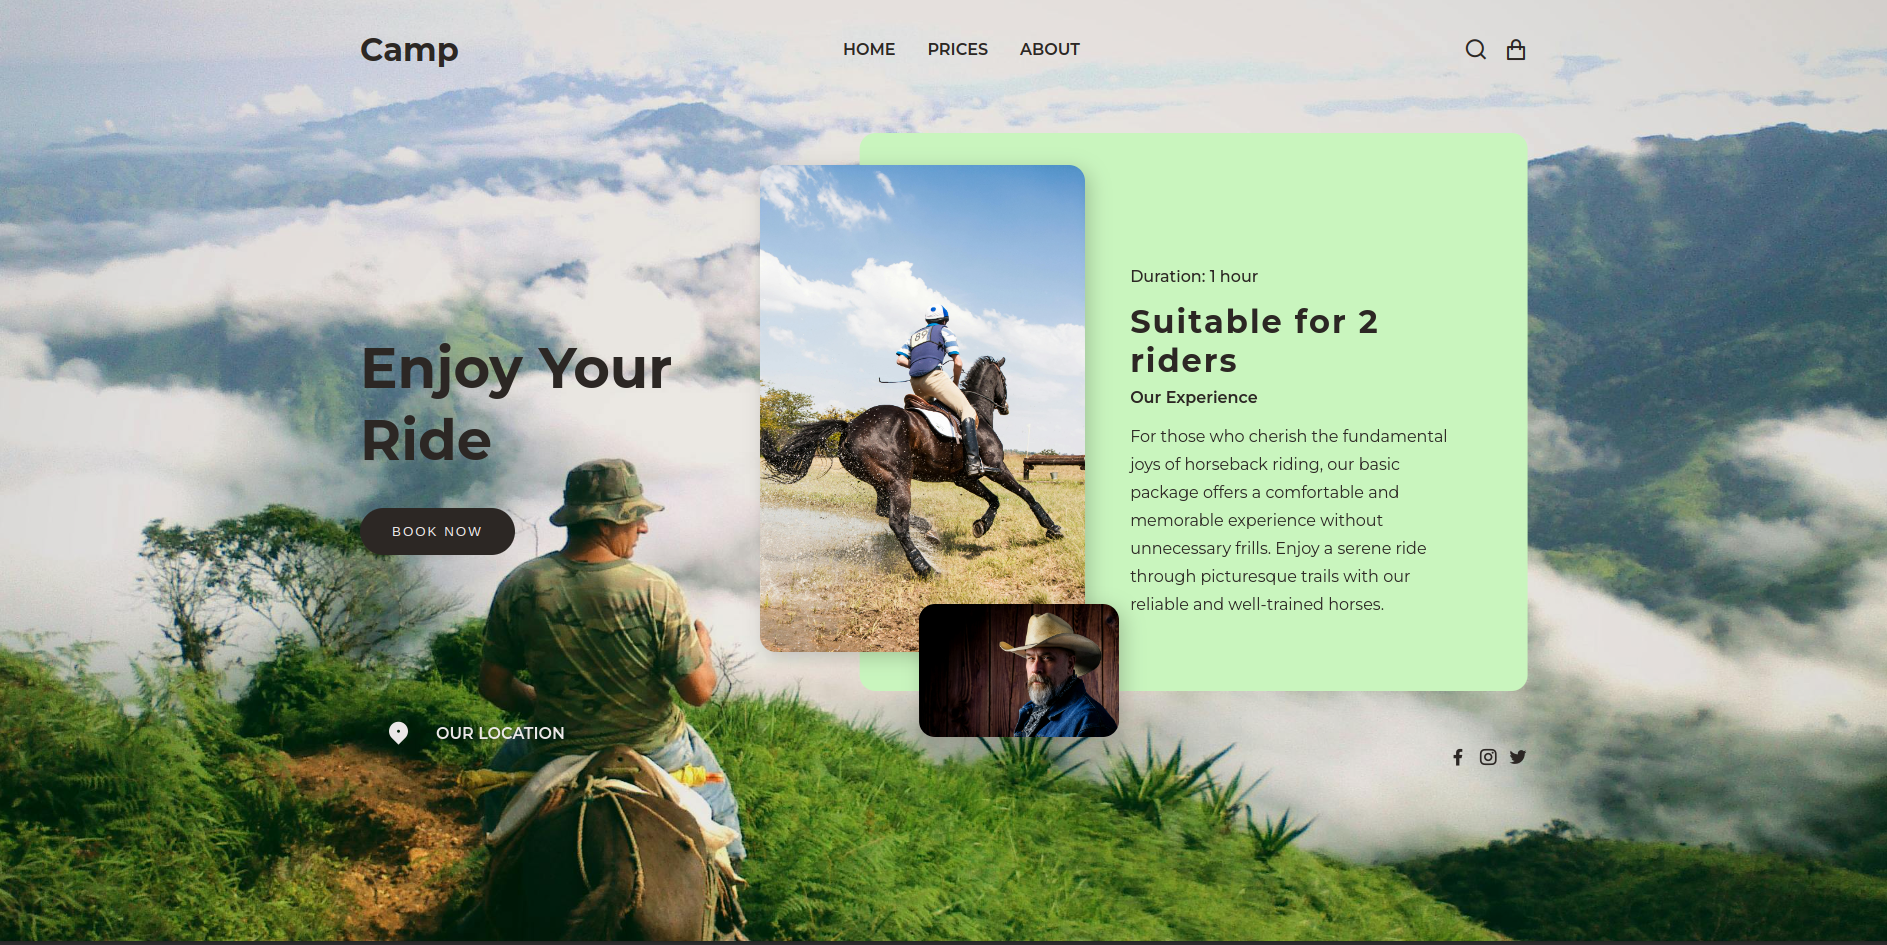 Camp
HOME
PRICES
ABOUT
Enjoy Your
Ride
BOOK NOW
OUR LOCATION
89
Duration: 1 hour
Suitable for 2
riders
Our Experience
For those who cherish the fundamental
joys of horseback riding, our basic
package offers a comfortable and
memorable experience without
unnecessary frills. Enjoy a serene ride
through picturesque trails with our
reliable and well-trained horses.